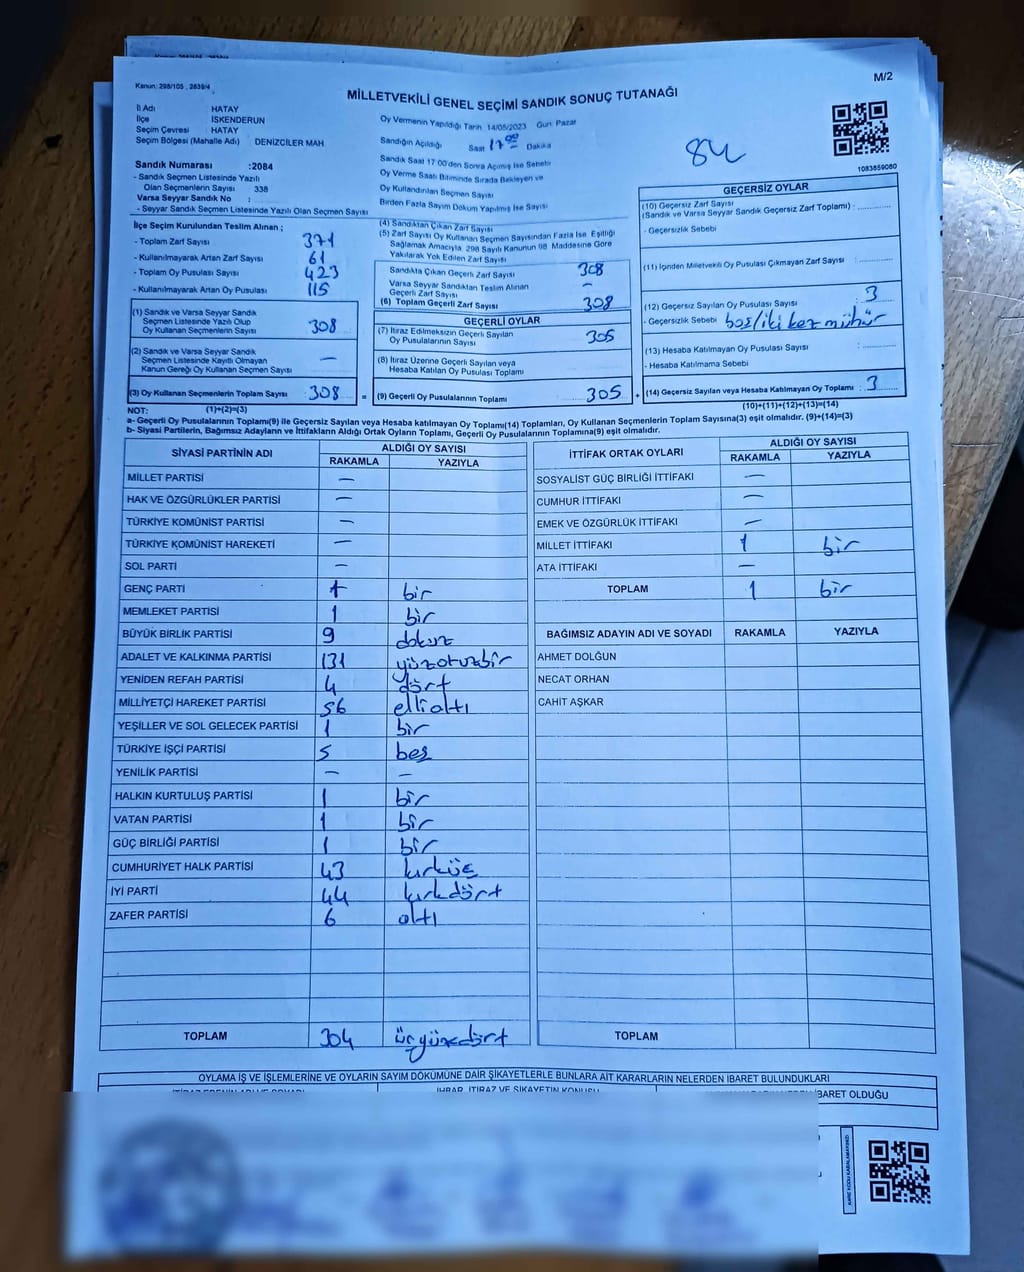 Kanun: 298/105 , 2839/4
M/2
MİLLETVEKİLİ GENEL SEÇİMİ SANDIK SONUÇ TUTANAĞI
İl Adı HATAY
İlçe İSKENDERUN
Seçim Çevresi : HATAY
Seçim Bölgesi (Mahalle Adı) DENİZCİLER MAH
Sandık Numarası :2084
- Sandık Seçmen Listesinde Yazılı
Olan Seçmenlerin Sayısı 338
Varsa Seyyar Sandık No :
- Seyyar Sandık Seçmen Listesinde Yazılı Olan Seçmen Sayısı
Oy Vermenin Yapıldığı Tarih 14/05/2023 Gün Pazar
Sandığın Açıldığı Saat 17 00 Dakika
Sandık Saat 17 00'den Sonra Açılmış İse Sebebi
Oy Verme Saati Bitiminde Sırada Bekleyen ve
Oy Kullandırılan Seçmen Sayısı
Birden Fazla Sayım Döküm Yapılmış İse Sayısı
84
1083859080
İlçe Seçim Kurulundan Teslim Alınan ;
- Toplam Zarf Sayısı : 371
- Kullanılmayarak Artan Zarf Sayısı : 61
- Toplam Oy Pusulası Sayısı : 423
- Kullanılmayarak Artan Oy Pusulası : 115
(1) Sandık ve Varsa Seyyar Sandık
Seçmen Listesinde Yazılı Olup
Oy Kullanan Seçmenlerin Sayısı : 308
(2) Sandık ve Varsa Seyyar Sandık
Seçmen Listesinde Kayıtlı Olmayan
Kanun Gereği Oy Kullanan Seçmen Sayısı : —
(3) Oy Kullanan Seçmenlerin Toplam Sayısı : 308
(4) Sandıktan Çıkan Zarf Sayısı
(5) Zarf Sayısı Oy Kullanan Seçmen Sayısından Fazla İse, Eşitliği
Sağlamak Amacıyla 298 Sayılı Kanunun 98 Maddesine Göre
Yakılarak Yok Edilen Zarf Sayısı
Sandıkta Çıkan Geçerli Zarf Sayısı : 308
Varsa Seyyar Sandıktan Teslim Alınan
Geçerli Zarf Sayısı : —
(6) Toplam Geçerli Zarf Sayısı : 308
GEÇERLİ OYLAR
(7) İtiraz Edilmeksizin Geçerli Sayılan
Oy Pusulalarının Sayısı : 305
(8) İtiraz Üzerine Geçerli Sayılan veya
Hesaba Katılan Oy Pusulası Toplamı
= (9) Geçerli Oy Pusulalarının Toplamı : 305
GEÇERSİZ OYLAR
(10) Geçersiz Zarf Sayısı
(Sandık ve Varsa Seyyar Sandık Geçersiz Zarf Toplamı) :
- Geçersizlik Sebebi
(11) İçinden Milletvekili Oy Pusulası Çıkmayan Zarf Sayısı :
(12) Geçersiz Sayılan Oy Pusulası Sayısı : 3
- Geçersizlik Sebebi : boş/iki kez mühür
(13) Hesaba Katılmayan Oy Pusulası Sayısı :
- Hesaba Katılmama Sebebi
+ (14) Geçersiz Sayılan veya Hesaba Katılmayan Oy Toplamı : 3
NOT: (1)+(2)=(3) (10)+(11)+(12)+(13)=(14)
a- Geçerli Oy Pusulalarının Toplamı(9) ile Geçersiz Sayılan veya Hesaba katılmayan Oy Toplamı(14) Toplamları, Oy Kullanan Seçmenlerin Toplam Sayısına(3) eşit olmalıdır. (9)+(14)=(3)
b- Siyasi Partilerin, Bağımsız Adayların ve İttifakların Aldığı Ortak Oyların Toplamı, Geçerli Oy Pusulalarının Toplamına(9) eşit olmalıdır.
SİYASİ PARTİNİN ADI ALDIĞI OY SAYISI
RAKAMLA YAZIYLA
MİLLET PARTİSİ —
HAK VE ÖZGÜRLÜKLER PARTİSİ —
TÜRKİYE KOMÜNİST PARTİSİ —
TÜRKİYE KOMÜNİST HAREKETİ —
SOL PARTİ —
GENÇ PARTİ 1 bir
MEMLEKET PARTİSİ 1 bir
BÜYÜK BİRLİK PARTİSİ 9 dokuz
ADALET VE KALKINMA PARTİSİ 131 yüzotuzbir
YENİDEN REFAH PARTİSİ 4 dört
MİLLİYETÇİ HAREKET PARTİSİ 56 ellialtı
YEŞİLLER VE SOL GELECEK PARTİSİ 1 bir
TÜRKİYE İŞÇİ PARTİSİ 5 beş
YENİLİK PARTİSİ — —
HALKIN KURTULUŞ PARTİSİ 1 bir
VATAN PARTİSİ 1 bir
GÜÇ BİRLİĞİ PARTİSİ 1 bir
CUMHURİYET HALK PARTİSİ 43 kırküç
İYİ PARTİ 44 kırkdört
ZAFER PARTİSİ 6 altı
TOPLAM 304 üçyüzdört
İTTİFAK ORTAK OYLARI ALDIĞI OY SAYISI
RAKAMLA YAZIYLA
SOSYALİST GÜÇ BİRLİĞİ İTTİFAKI —
CUMHUR İTTİFAKI —
EMEK VE ÖZGÜRLÜK İTTİFAKI —
MİLLET İTTİFAKI 1 bir
ATA İTTİFAKI —
TOPLAM 1 bir
BAĞIMSIZ ADAYIN ADI VE SOYADI RAKAMLA YAZIYLA
AHMET DOLĞUN
NECAT ORHAN
CAHİT AŞKAR
TOPLAM
OYLAMA İŞ VE İŞLEMLERİNE VE OYLARIN SAYIM DÖKÜMÜNE DAİR ŞİKAYETLERLE BUNLARA AİT KARARLARIN NELERDEN İBARET BULUNDUKLARI
İHBAR, İTİRAZ VE ŞİKAYETİN KONUSU
İBARET OLDUĞU
KARE KODU KARALAMAYINIZ!